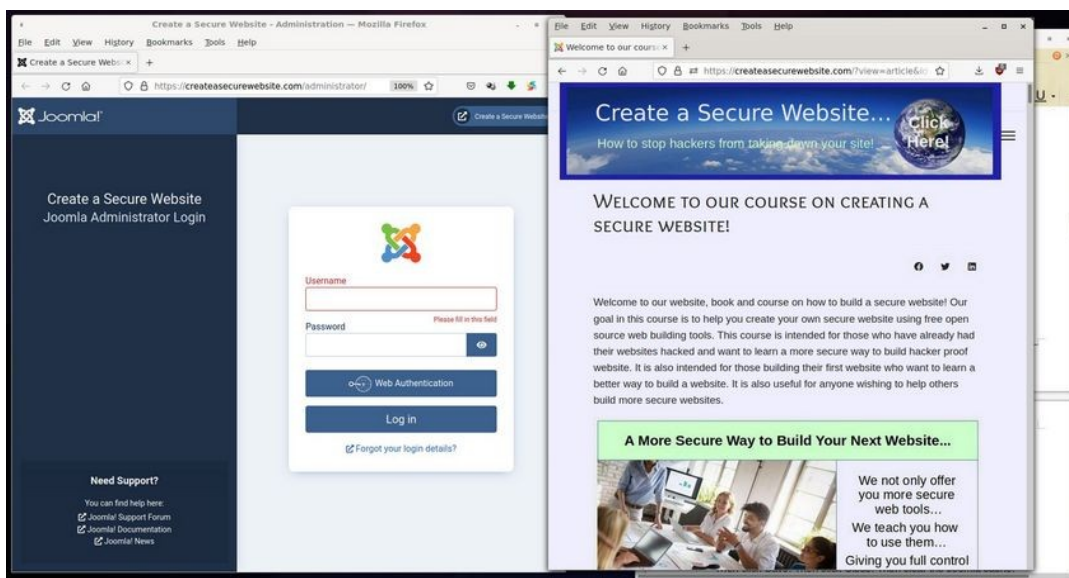 Create a Secure Website - Administration — Mozilla Firefox
File Edit View History Bookmarks Tools Help
Create a Secure Webs
https://createasecurewebsite.com/administrator/ 100%
Joomla!
Create a Secure Website
Create a Secure Website
Joomla Administrator Login
Username
Please fill in this field
Password
Web Authentication
Log in
Forgot your login details?
Need Support?
You can find help here:
Joomla! Support Forum
Joomla! Documentation
Joomla! News
File Edit View History Bookmarks Tools Help
Welcome to our course
https://createasecurewebsite.com/?view=article&id
Create a Secure Website...
Click
Here!
How to stop hackers from taking down your site!
WELCOME TO OUR COURSE ON CREATING A
SECURE WEBSITE!
Welcome to our website, book and course on how to build a secure website! Our
goal in this course is to help you create your own secure website using free open
source web building tools. This course is intended for those who have already had
their websites hacked and want to learn a more secure way to build hacker proof
website. It is also intended for those building their first website who want to learn a
better way to build a website. It is also useful for anyone wishing to help others
build more secure websites.
A More Secure Way to Build Your Next Website...
We not only offer
you more secure
web tools…
We teach you how
to use them…
Giving you full control
U